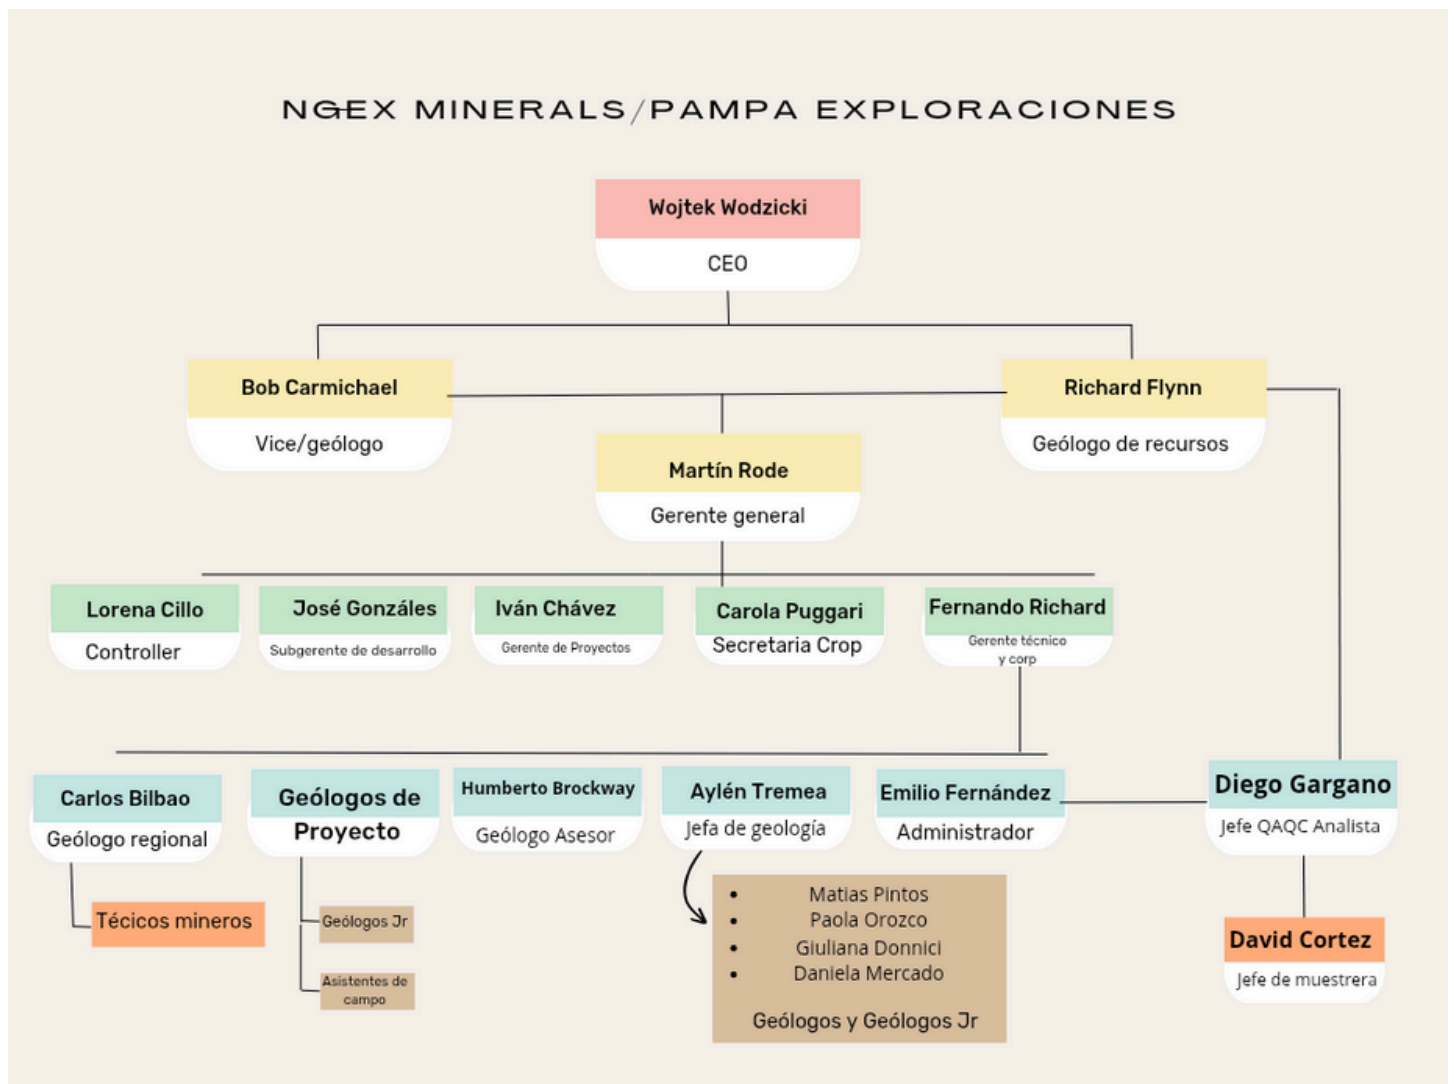 NGEX MINERALS/PAMPA EXPLORACIONES
Wojtek Wodzicki
CEO
Bob Carmichael
Vice/geólogo
Richard Flynn
Geólogo de recursos
Martín Rode
Gerente general
Lorena Cillo
Controller
José Gonzáles
Subgerente de desarrollo
Iván Chávez
Gerente de Proyectos
Carola Puggari
Secretaria Crop
Fernando Richard
Gerente técnico
y corp
Carlos Bilbao
Geólogo regional
Técicos mineros
Geólogos de
Proyecto
Geólogos Jr
Asistentes de
campo
Humberto Brockway
Geólogo Asesor
Aylén Tremea
Jefa de geología
• Matias Pintos
• Paola Orozco
• Giuliana Donnici
• Daniela Mercado
Geólogos y Geólogos Jr
Emilio Fernández
Administrador
Diego Gargano
Jefe QAQC Analista
David Cortez
Jefe de muestrera